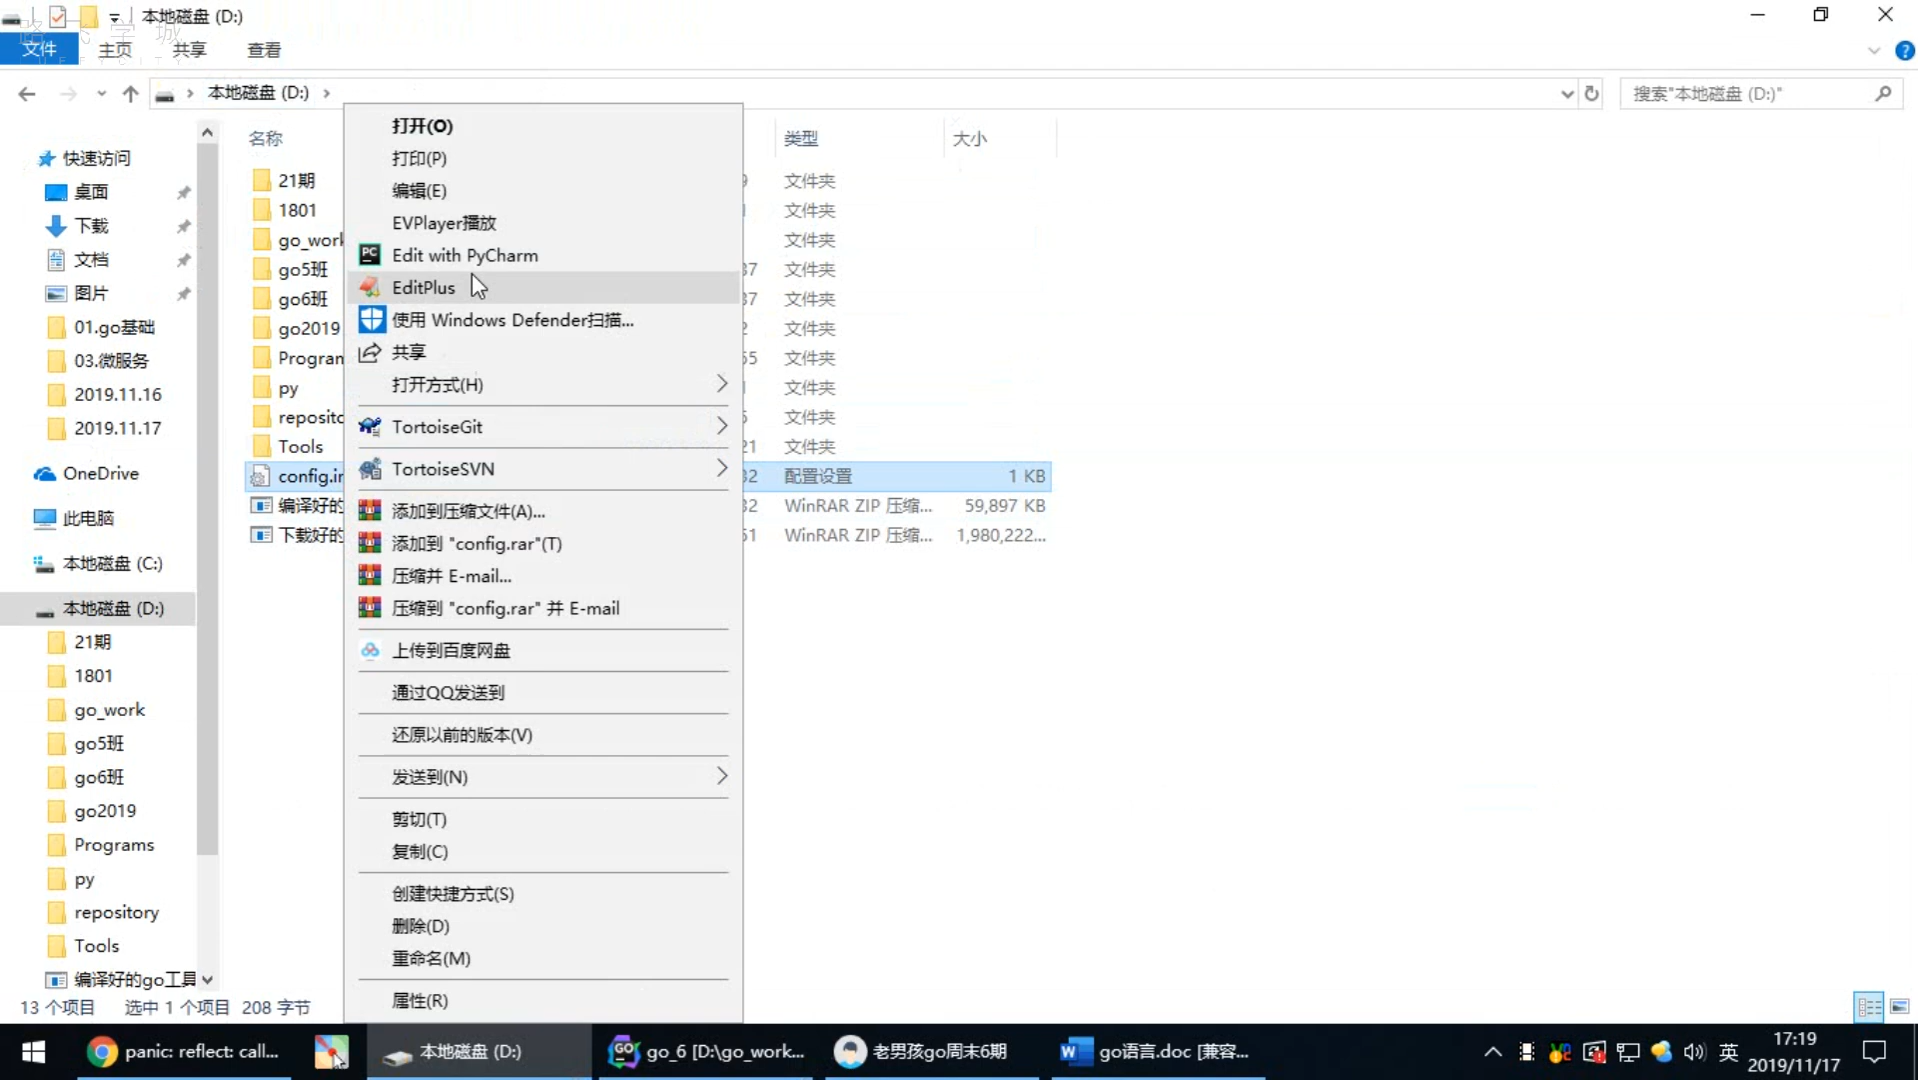 本地磁盘 (D:)
文件 主页 共享 查看
本地磁盘 (D:)
搜索"本地磁盘 (D:)"
快速访问
桌面
下载
文档
图片
01.go基础
03.微服务
2019.11.16
2019.11.17
OneDrive
此电脑
本地磁盘 (C:)
本地磁盘 (D:)
21期
1801
go_work
go5班
go6班
go2019
Programs
py
repository
Tools
编译好的go工具
名称 类型 大小
21期 文件夹
1801 文件夹
go_work 文件夹
go5班 37 文件夹
go6班 37 文件夹
go2019 文件夹
Program 55 文件夹
py 文件夹
reposito 文件夹
Tools 21 文件夹
config.in 32 配置设置 1 KB
编译好的 32 WinRAR ZIP 压缩... 59,897 KB
下载好的 51 WinRAR ZIP 压缩... 1,980,222...
打开(O)
打印(P)
编辑(E)
EVPlayer播放
Edit with PyCharm
EditPlus
使用 Windows Defender扫描...
共享
打开方式(H)
TortoiseGit
TortoiseSVN
添加到压缩文件(A)...
添加到 "config.rar"(T)
压缩并 E-mail...
压缩到 "config.rar" 并 E-mail
上传到百度网盘
通过QQ发送到
还原以前的版本(V)
发送到(N)
剪切(T)
复制(C)
创建快捷方式(S)
删除(D)
重命名(M)
属性(R)
13 个项目 选中 1 个项目 208 字节
panic: reflect: call...
本地磁盘 (D:)
go_6 [D:\go_work...
老男孩go周末6期
go语言.doc [兼容...
英
17:19
2019/11/17